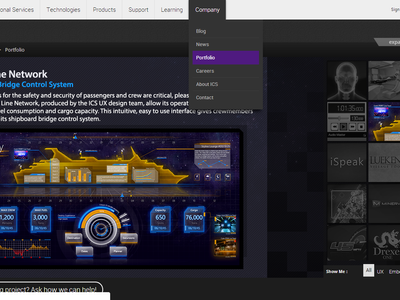 onal Services Technologies Products Support Learning Company Sign
Blog
News
Portfolio
Careers
About ICS
Contact
Portfolio
ne Network
Bridge Control System
s for the safety and security of passengers and crew are critical, pleas
Line Network, produced by the ICS UX design team, allow its operat
el consumption and cargo capacity. This intuitive, easy to use interface gives crewmembers
its shipboard bridge control system.
1,200
3,000
650
76,000
iSpeak
Drexel
Show Me : All UX Embe
g project? Ask how we can help!